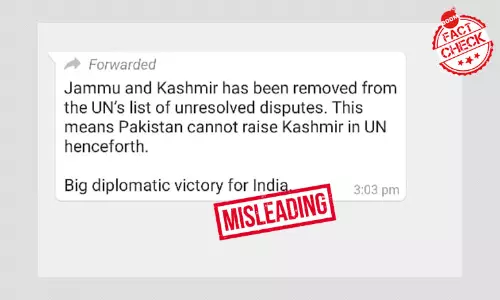 BOOM
FACT
CHECK
Forwarded
Jammu and Kashmir has been removed from
the UN's list of unresolved disputes. This
means Pakistan cannot raise Kashmir in UN
henceforth.
Big diplomatic victory for India.
3:03 pm
MISLEADING